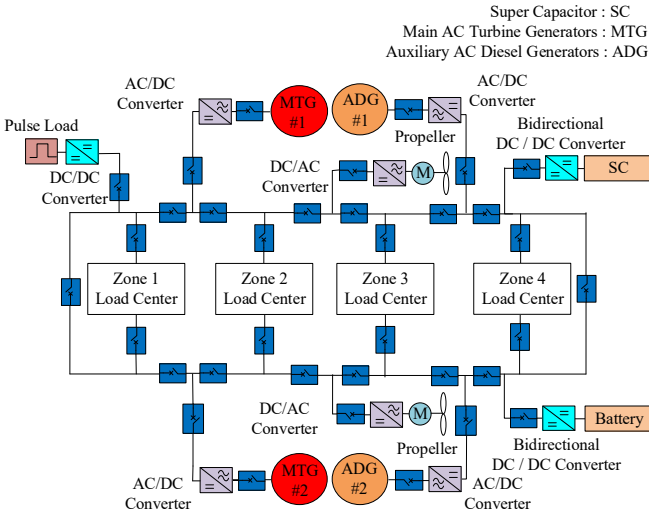 Super Capacitor : SC
Main AC Turbine Generators : MTG
Auxiliary AC Diesel Generators : ADG
AC/DC
Converter
MTG
#1
ADG
#1
AC/DC
Converter
Pulse Load
DC/DC
Converter
DC/AC
Converter
Propeller
M
Bidirectional
DC / DC Converter
SC
Zone 1
Load Center
Zone 2
Load Center
Zone 3
Load Center
Zone 4
Load Center
DC/AC
Converter
M
Propeller
Battery
Bidirectional
DC / DC Converter
AC/DC
Converter
MTG
#2
ADG
#2
AC/DC
Converter